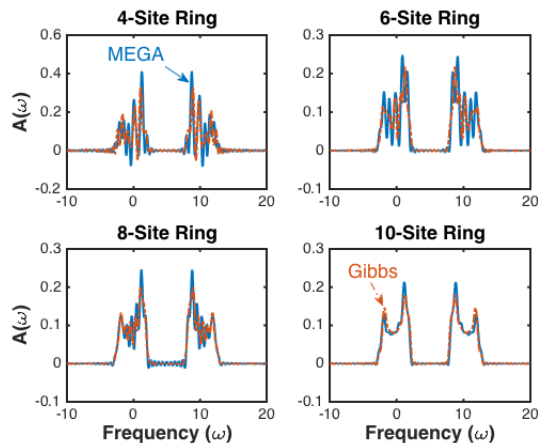 4-Site Ring
6-Site Ring
MEGA
A(ω)
0.6
0.4
0.2
0
-0.2
-10 0 10 20
0.3
0.2
0.1
0
0.1
-10 0 10 20
8-Site Ring
10-Site Ring
Gibbs
A(ω)
0.3
0.2
0.1
0
0.1
-10 0 10 20
0.3
0.2
0.1
0
0.1
-10 0 10 20
Frequency (ω)
Frequency (ω)